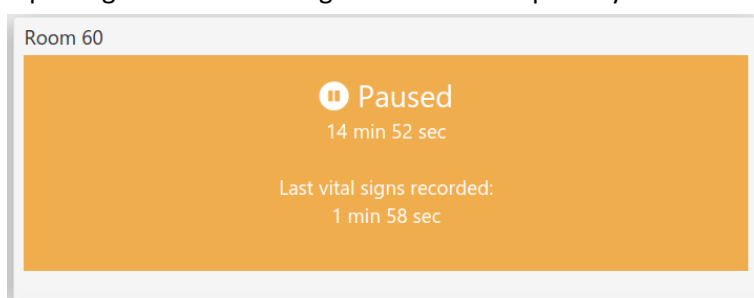 Room 60
Paused
14 min 52 sec
Last vital signs recorded:
1 min 58 sec